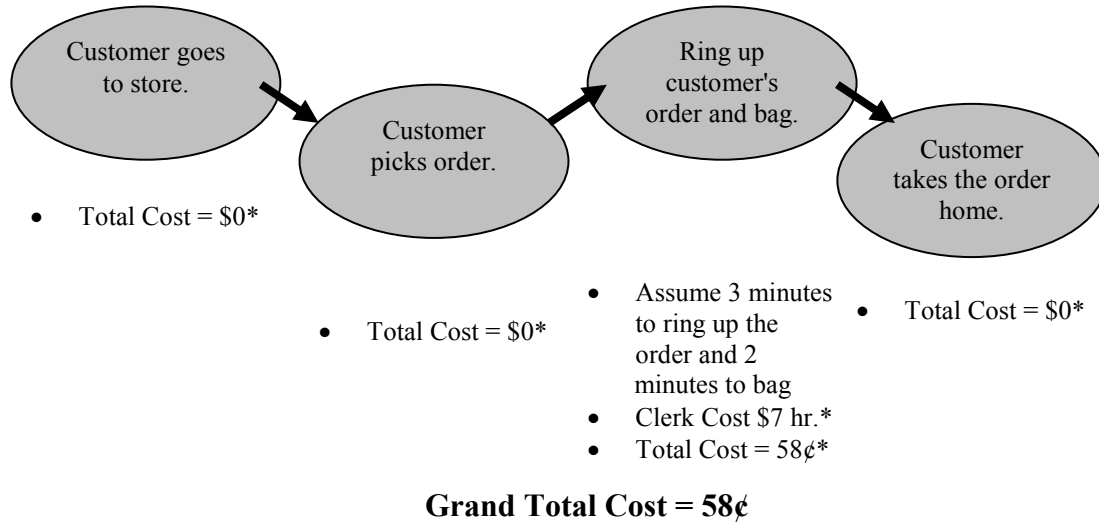 Customer goes
to store.
Customer
picks order.
Ring up
customer's
order and bag.
Customer
takes the order
home.
• Total Cost = $0*
• Total Cost = $0*
• Assume 3 minutes
to ring up the
order and 2
minutes to bag
• Clerk Cost $7 hr.*
• Total Cost = 58¢*
• Total Cost = $0*
Grand Total Cost = 58¢